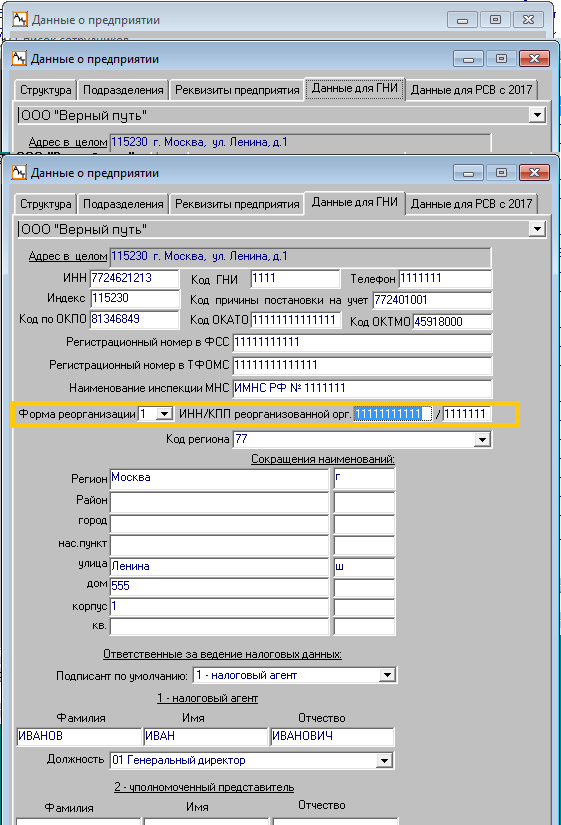 Данные о предприятии
Данные о предприятии
Структура Подразделения Реквизиты предприятия Данные для ГНИ Данные для РСВ с 2017
ООО "Верный путь"
Адрес в целом 115230 г. Москва, ул. Ленина, д.1
Данные о предприятии
Структура Подразделения Реквизиты предприятия Данные для ГНИ Данные для РСВ с 2017
ООО "Верный путь"
Адрес в целом 115230 г. Москва, ул. Ленина, д.1
ИНН 7724621213 Код ГНИ 1111 Телефон 1111111
Индекс 115230 Код причины постановки на учет 772401001
Код по ОКПО 81346849 Код ОКАТО 11111111111111 Код ОКТМО 45918000
Регистрационный номер в ФСС 11111111111
Регистрационный номер в ТФОМС 11111111111111
Наименование инспекции МНС ИМНС РФ № 1111111
Форма реорганизации 1 ИНН/КПП реорганизованной орг. 11111111111 / 1111111
Код региона 77
Сокращения наименований:
Регион Москва г
Район
город
нас.пункт
улица Ленина ш
дом 555
корпус 1
кв.
Ответственные за ведение налоговых данных:
Подписант по умолчанию: 1 - налоговый агент
1 - налоговый агент
Фамилия Имя Отчество
ИВАНОВ ИВАН ИВАНОВИЧ
Должность 01 Генеральный директор
2 - уполномоченный представитель
Фамилия Имя Отчество